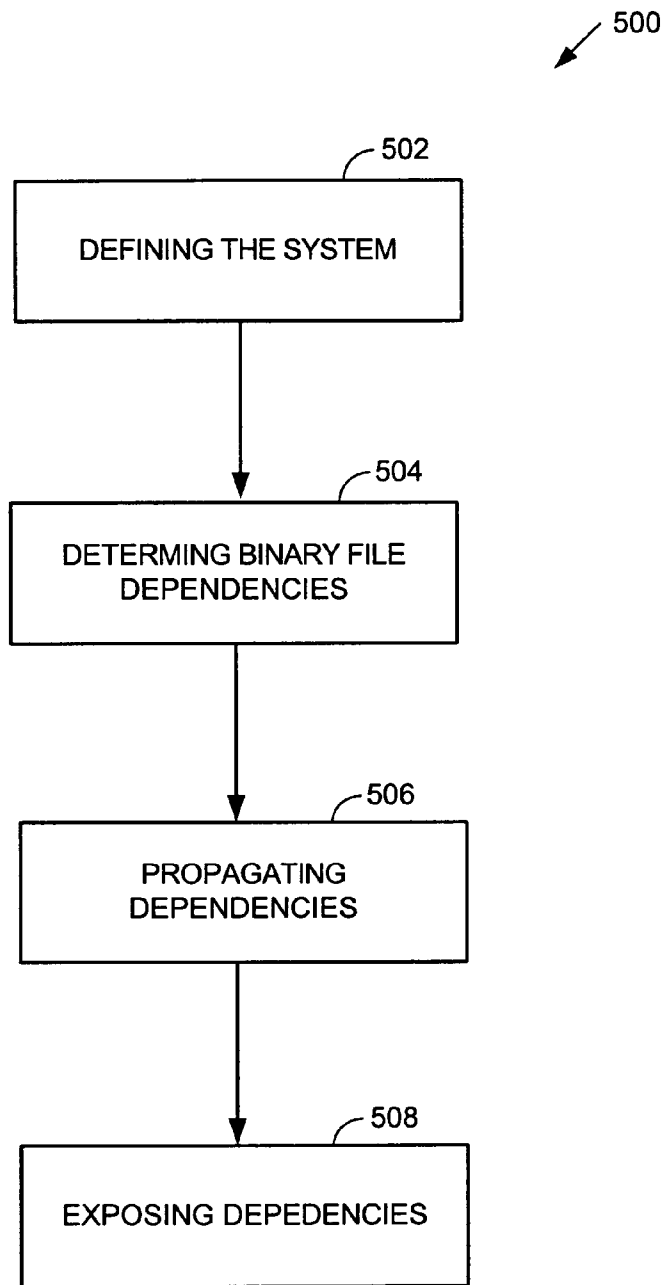 500
502
DEFINING THE SYSTEM
504
DETERMING BINARY FILE
DEPENDENCIES
506
PROPAGATING
DEPENDENCIES
508
EXPOSING DEPEDENCIES